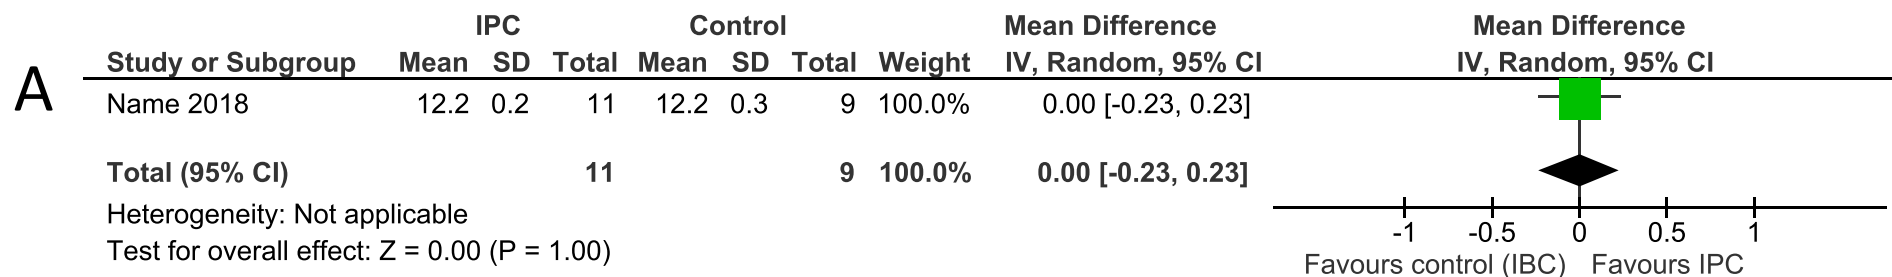 IPC Control Mean Difference Mean Difference
Study or Subgroup Mean SD Total Mean SD Total Weight IV, Random, 95% CI IV, Random, 95% CI
A
Name 2018 12.2 0.2 11 12.2 0.3 9 100.0% 0.00 [-0.23, 0.23]
Total (95% CI) 11 9 100.0% 0.00 [-0.23, 0.23]
Heterogeneity: Not applicable
Test for overall effect: Z = 0.00 (P = 1.00)
-1 -0.5 0 0.5 1
Favours control (IBC) Favours IPC